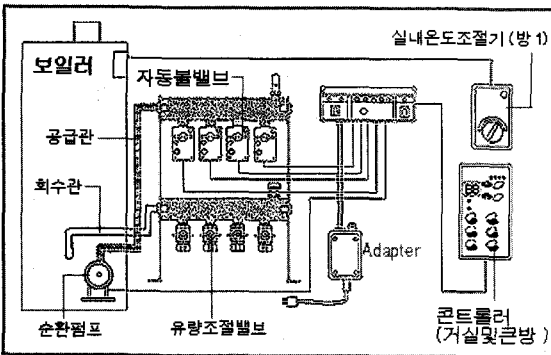 실내온도조절기 (방 1)
보일러
자동볼밸브
공급관
회수관
Adapter
순환펌프
유량조절밸브
콘트롤러
(거실및큰방)